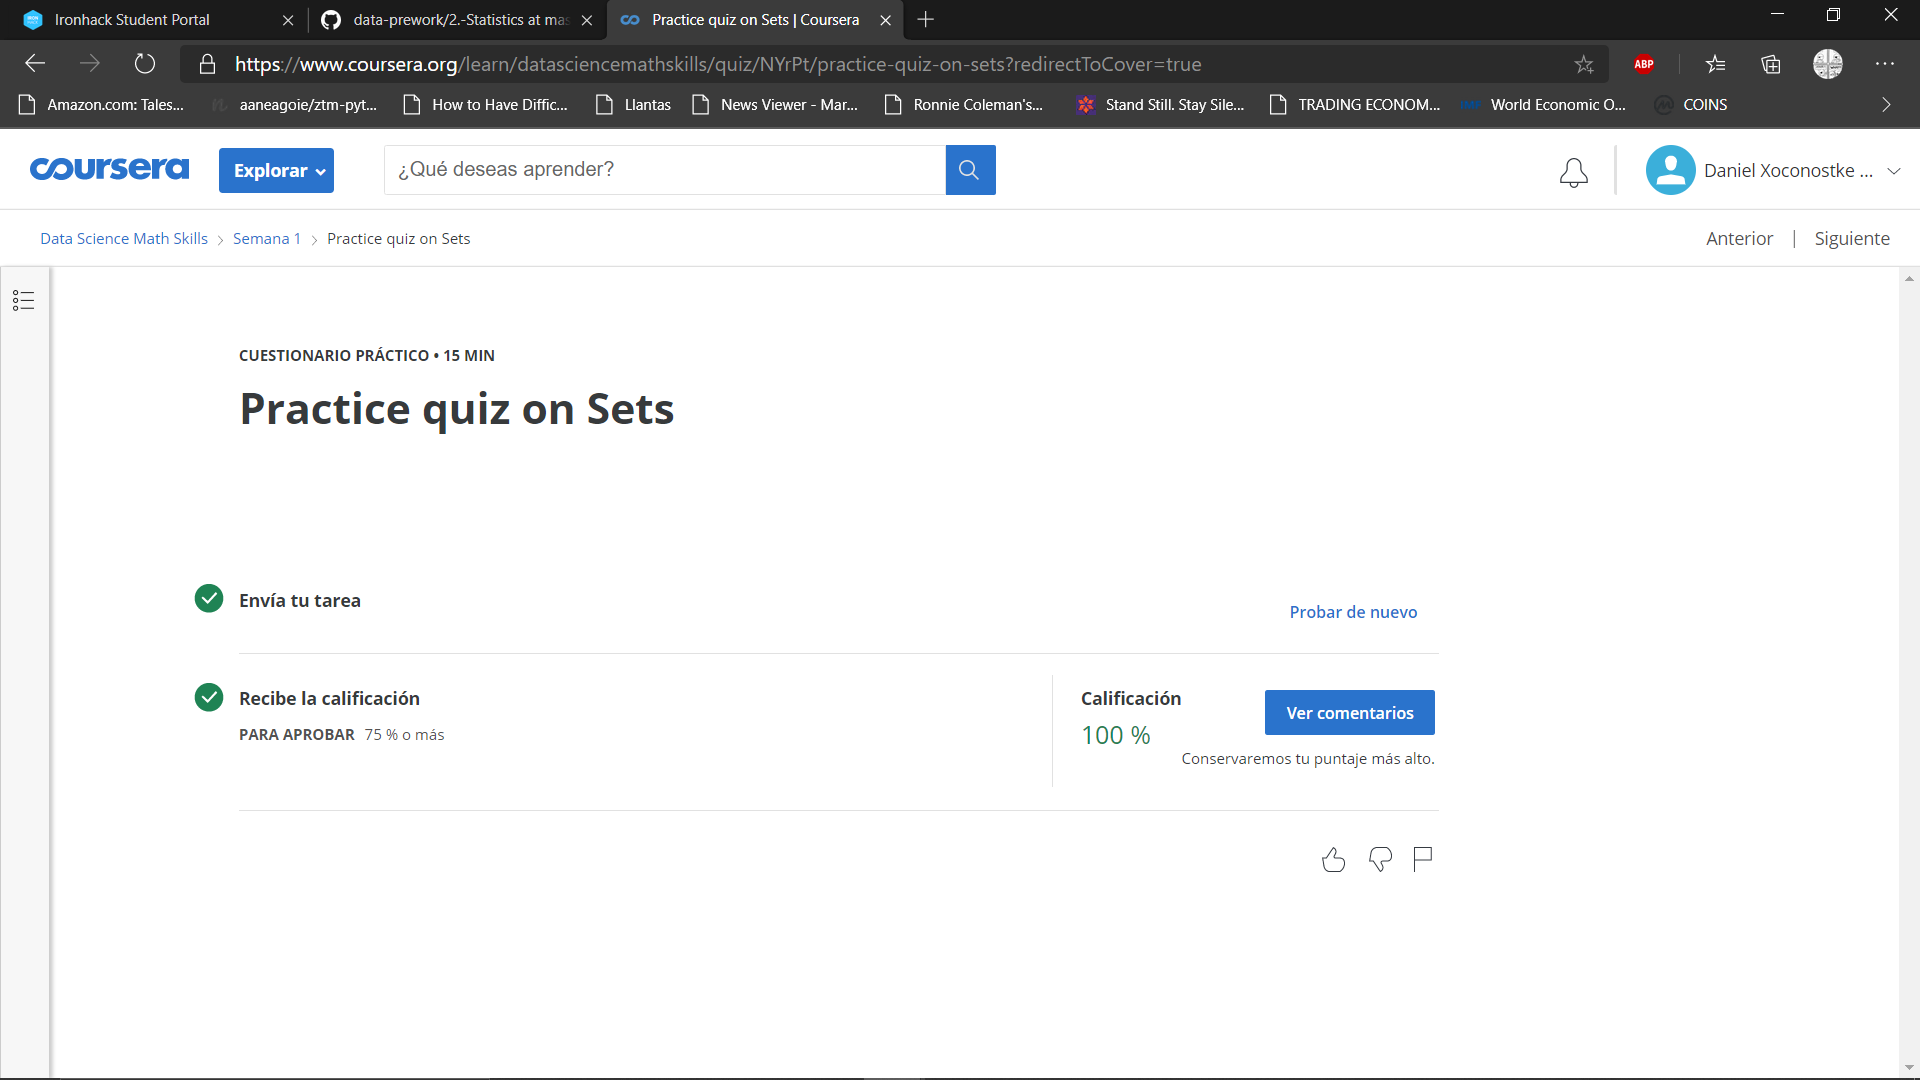 Ironhack Student Portal
data-prework/2.-Statistics at mas
Practice quiz on Sets | Coursera
https://www.coursera.org/learn/datasciencemathskills/quiz/NYrPt/practice-quiz-on-sets?redirectToCover=true
ABP
Amazon.com: Tales...
aaneagoie/ztm-pyt...
How to Have Diffic...
Llantas
News Viewer - Mar...
Ronnie Coleman's...
Stand Still. Stay Sile...
TRADING ECONOM...
World Economic O...
COINS
coursera
Explorar
¿Qué deseas aprender?
Daniel Xoconostke ...
Data Science Math Skills
Semana 1
Practice quiz on Sets
Anterior | Siguiente
CUESTIONARIO PRÁCTICO • 15 MIN
Practice quiz on Sets
Envía tu tarea
Probar de nuevo
Recibe la calificación
PARA APROBAR 75 % o más
Calificación
100 %
Ver comentarios
Conservaremos tu puntaje más alto.